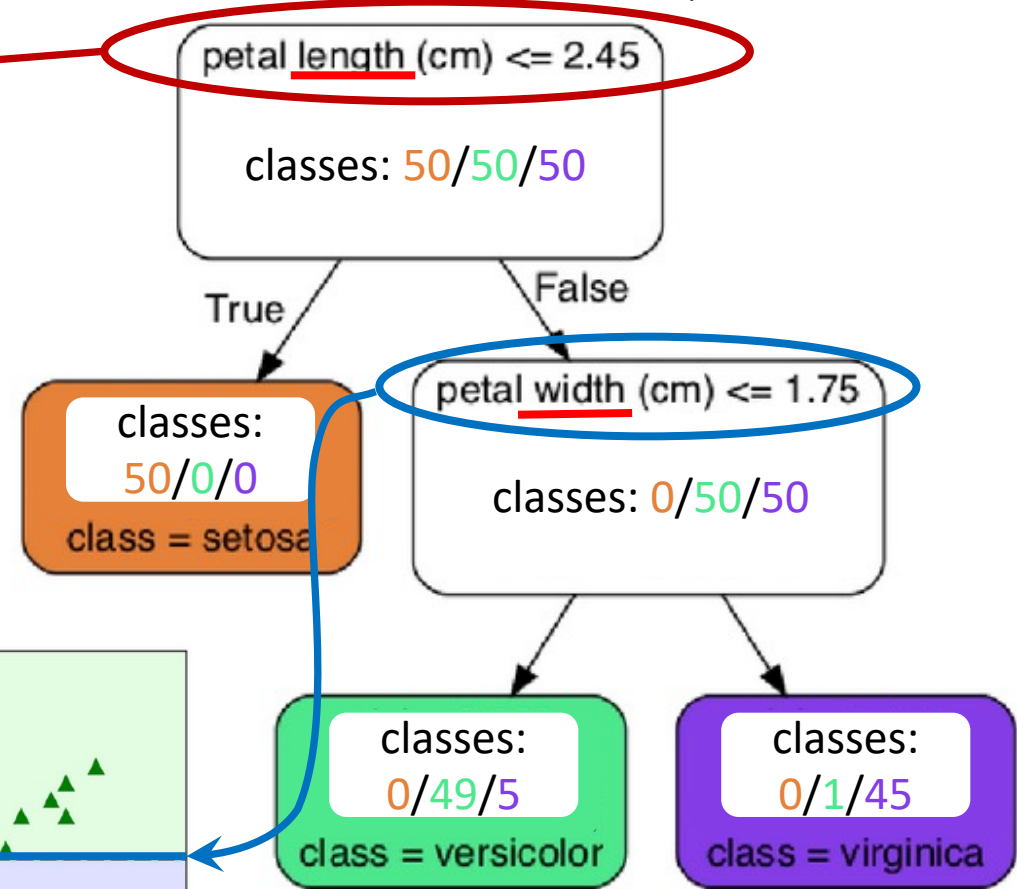 petal length (cm) <= 2.45
classes: 50/50/50
True
False
classes:
50/0/0
class = setosa
petal width (cm) <= 1.75
classes: 0/50/50
classes:
0/49/5
class = versicolor
classes:
0/1/45
class = virginica